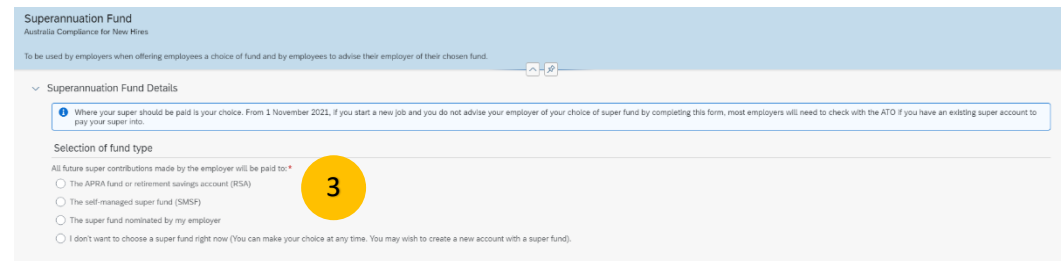 Superannuation Fund
Australia Compliance for New Hires
To be used by employers when offering employees a choice of fund and by employees to advise their employer of their chosen fund.
Superannuation Fund Details
Where your super should be paid is your choice. From 1 November 2021, if you start a new job and you do not advise your employer of your choice of super fund by completing this form, most employers will need to check with the ATO if you have an existing super account to
pay your super into.
Selection of fund type
All future super contributions made by the employer will be paid to:*
The APRA fund or retirement savings account (RSA)
3
The self-managed super fund (SMSF)
The super fund nominated by my employer
I don't want to choose a super fund right now (You can make your choice at any time. You may wish to create a new account with a super fund).